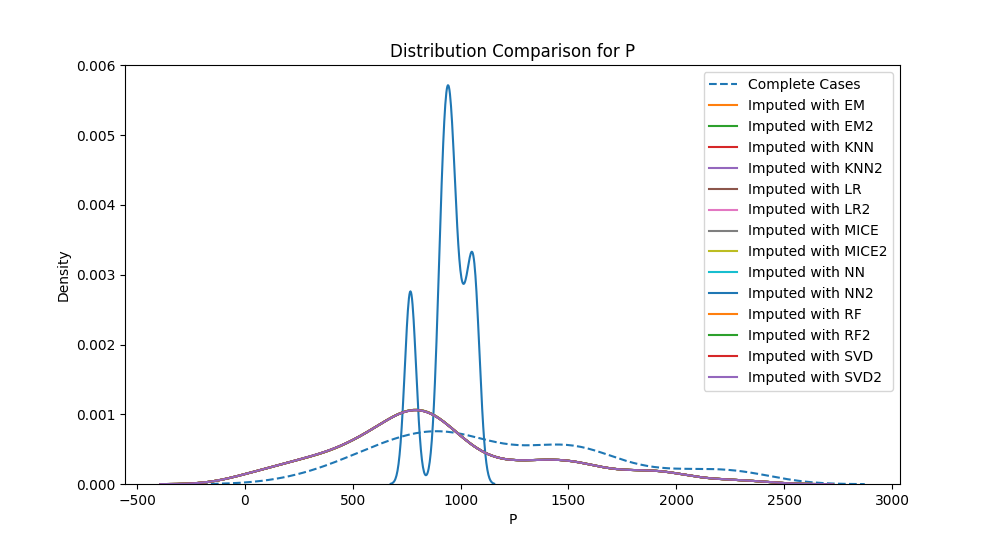 Distribution Comparison for P
0.006
0.005
0.004
0.003
0.002
0.001
0.000
Density
−500
0
500
1000
1500
2000
2500
3000
P
Complete Cases
Imputed with EM
Imputed with EM2
Imputed with KNN
Imputed with KNN2
Imputed with LR
Imputed with LR2
Imputed with MICE
Imputed with MICE2
Imputed with NN
Imputed with NN2
Imputed with RF
Imputed with RF2
Imputed with SVD
Imputed with SVD2